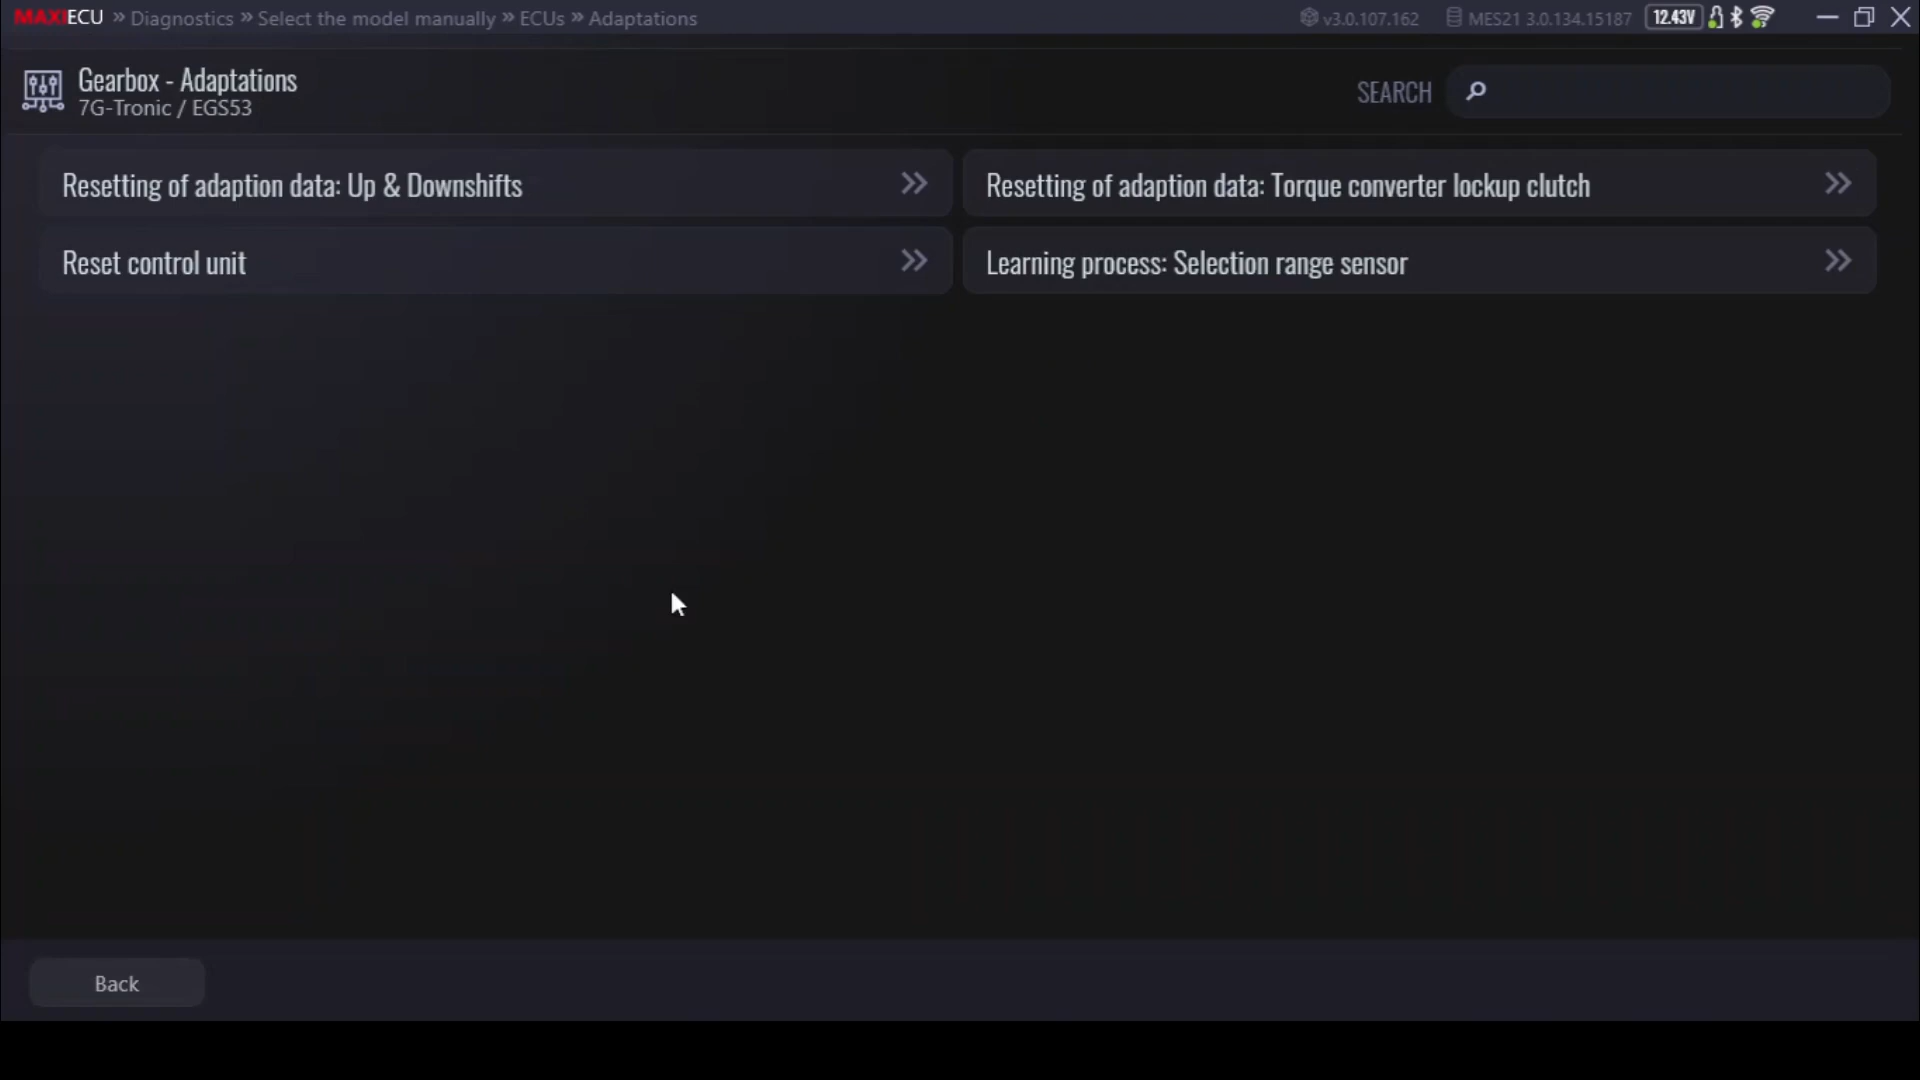 MAXIECU » Diagnostics » Select the model manually » ECUs » Adaptations v3.0.107.162 MES21 3.0.134.15187 12.43V
Gearbox - Adaptations
7G-Tronic / EGS53
SEARCH
Resetting of adaption data: Up & Downshifts
Resetting of adaption data: Torque converter lockup clutch
Reset control unit
Learning process: Selection range sensor
Back